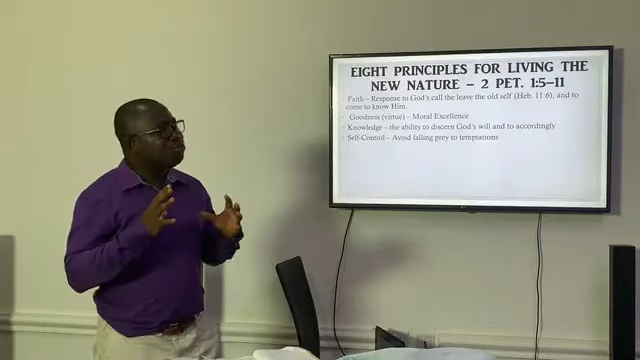 EIGHT PRINCIPLES FOR LIVING THE
NEW NATURE – 2 PET. 1:5–11
Faith – Response to God's call the leave the old self (Heb. 11:6), and to
come to know Him.
Goodness (virtue) – Moral Excellence
Knowledge – the ability to discern God's will and to accordingly
Self-Control – Avoid falling prey to temptations